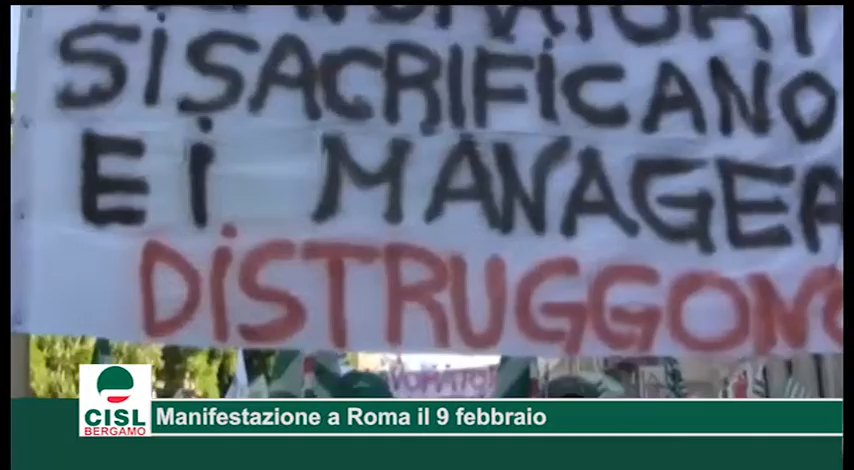 SI SACRIFICANO
E I MANAGER
DISTRUGGONO
CISL
BERGAMO
Manifestazione a Roma il 9 febbraio